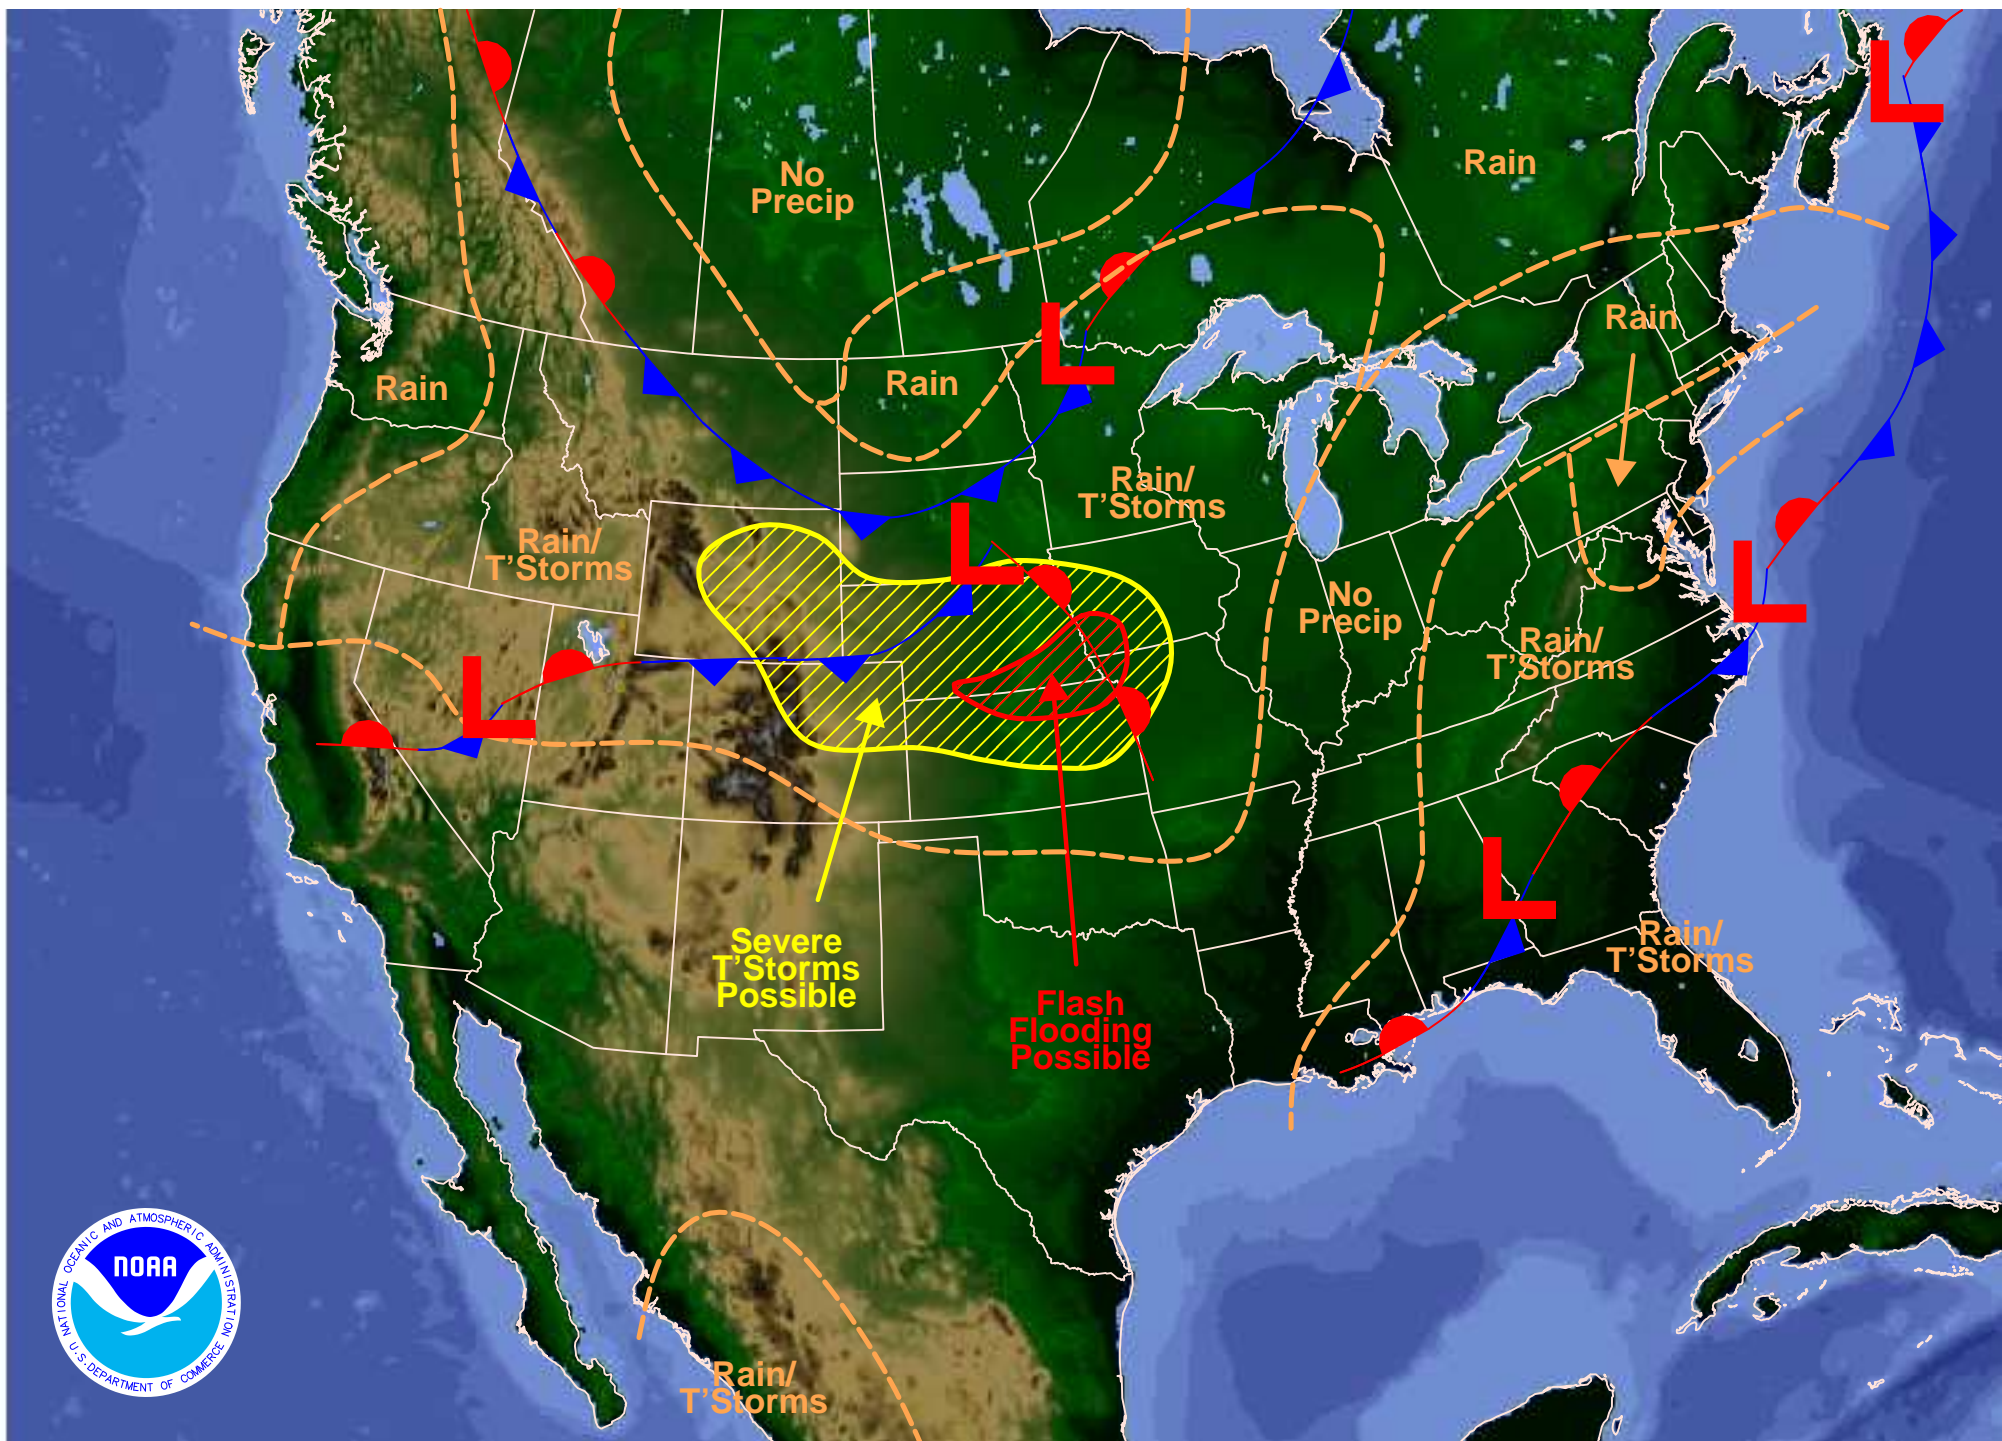 No
Precip
Rain
Rain
Rain
Rain
Rain/
T'Storms
Rain/
T'Storms
No
Precip
Rain/
T'Storms
Severe
T'Storms
Possible
Flash
Flooding
Possible
Rain/
T'Storms
Rain/
T'Storms
L
L
L
L
L
L
NATIONAL OCEANIC AND ATMOSPHERIC ADMINISTRATION
NOAA
U.S. DEPARTMENT OF COMMERCE